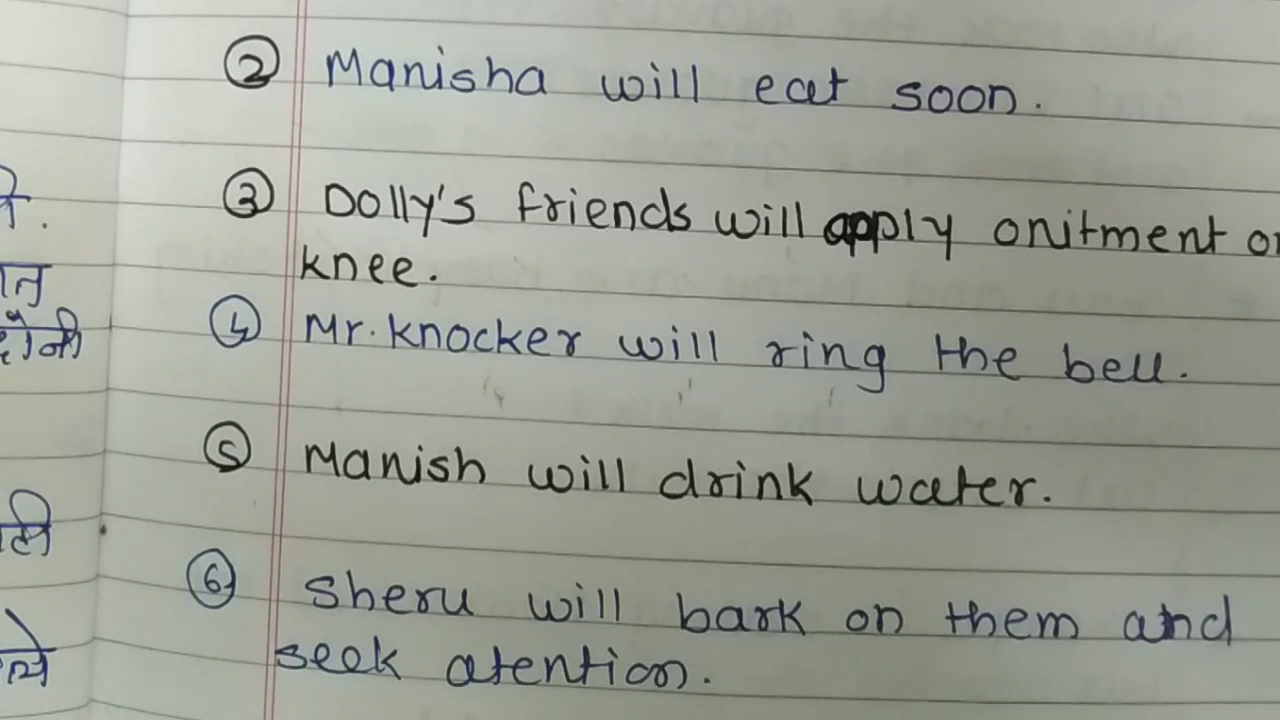 ② Manisha will eat soon.
③ Dolly's friends will apply onitment
knee.
④ Mr. Knocker will ring the bell.
⑤ Manish will drink water.
⑥ Sheru will bark on them and
seek atention.